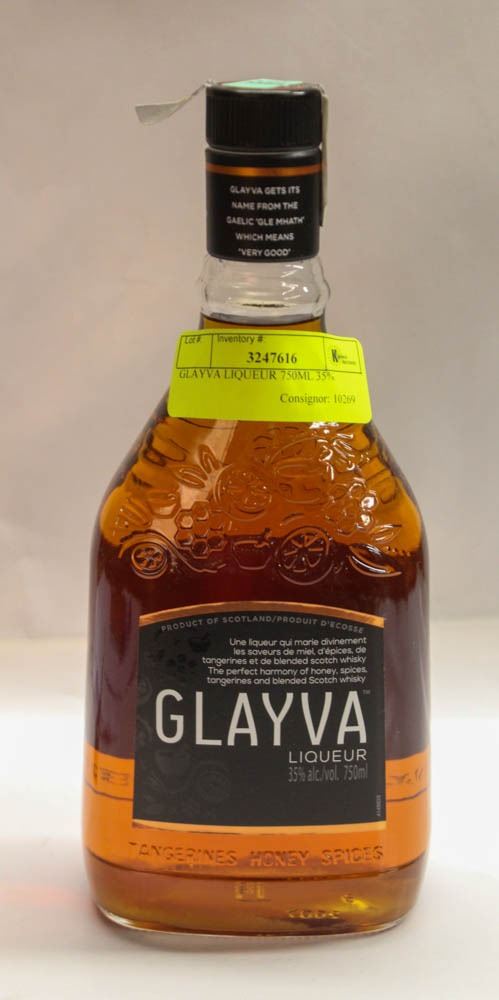 GLAYVA GETS ITS
NAME FROM THE
GAELIC 'GLE MHATH'
WHICH MEANS
"VERY GOOD"
Lot #: Inventory #:
3247616
GLAYVA LIQUEUR 750ML 35%
Consignor: 10269
PRODUCT OF SCOTLAND/PRODUIT D'ECOSSE
Une liqueur qui marie divinement
les saveurs de miel, d'épices, de
tangerines et de blended scotch whisky
The perfect harmony of honey, spices,
tangerines and blended Scotch whisky
GLAYVA™
LIQUEUR
35% alc./vol. 750ml
TANGERINES HONEY SPICES